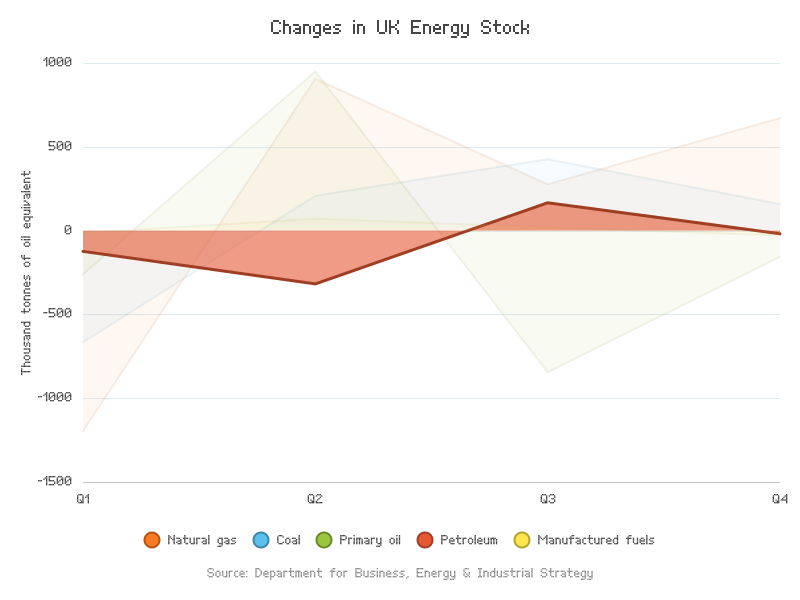 Changes in UK Energy Stock
Thousand tonnes of oil equivalent
1000
500
0
-500
-1000
-1500
Q1 Q2 Q3 Q4
Natural gas Coal Primary oil Petroleum Manufactured fuels
Source: Department for Business, Energy & Industrial Strategy